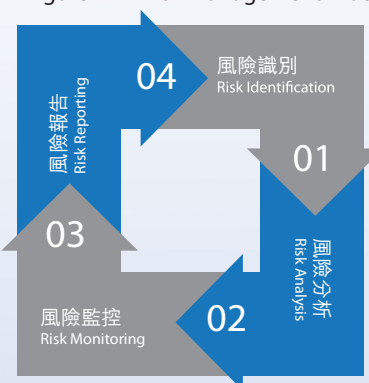 04
風險識別
Risk Identification
01
風險分析
Risk Analysis
02
風險監控
Risk Monitoring
03
風險報告
Risk Reporting